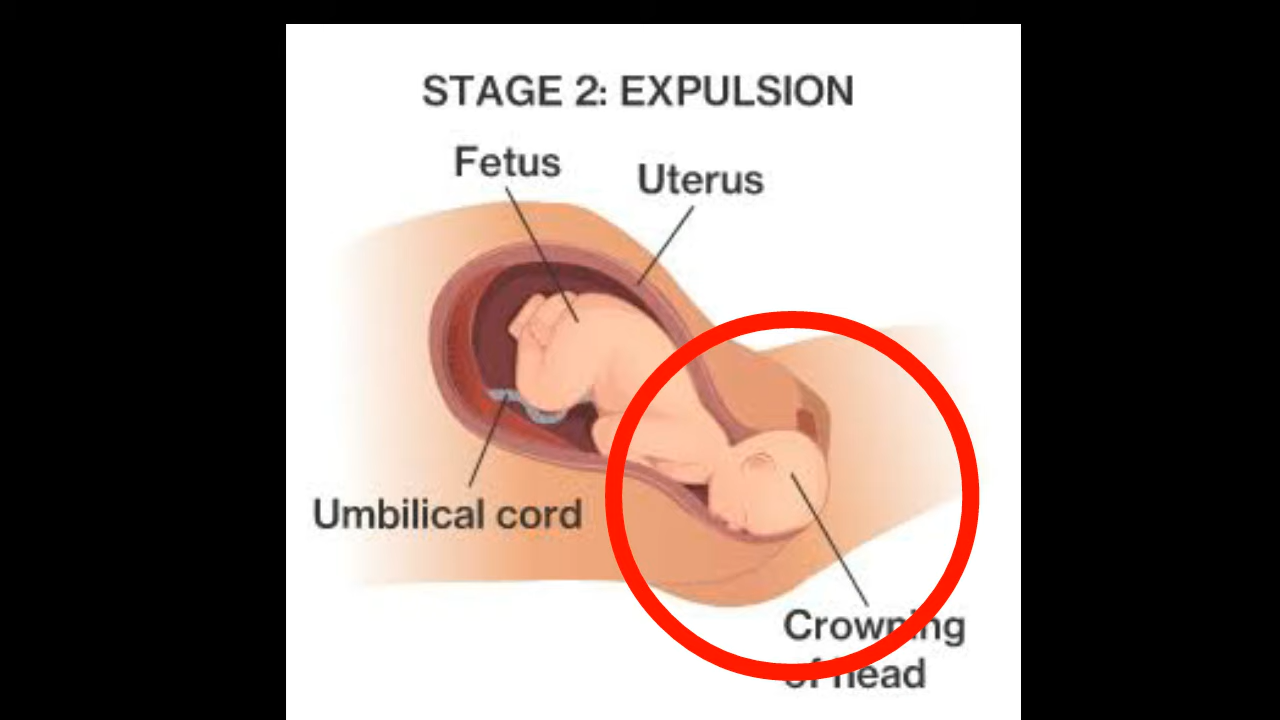 STAGE 2: EXPULSION
Fetus
Uterus
Umbilical cord
Crowning
of head